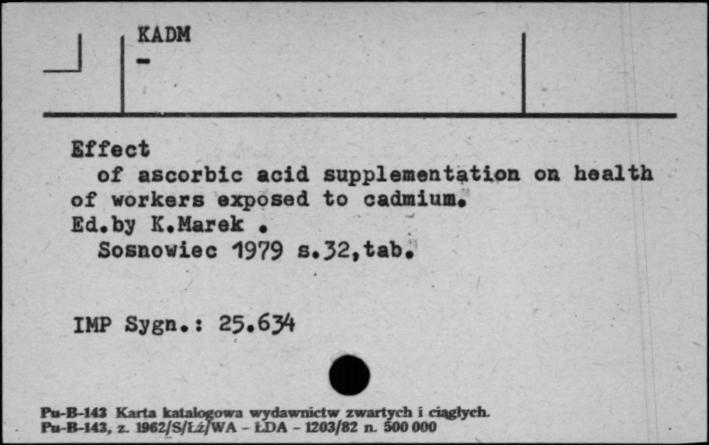 KADM
-
Effect
of ascorbic acid supplementation on health
of workers exposed to cadmium.
Ed.by K.Marek .
Sosnowiec 1979 s.32,tab.
IMP Sygn.: 25.634
Pu-B-143 Karta katalogowa wydawnictw zwartych i ciągłych.
Pu-B-143, z. 1962/S/Łż/WA - ŁDA - 1203/82 n. 500 000